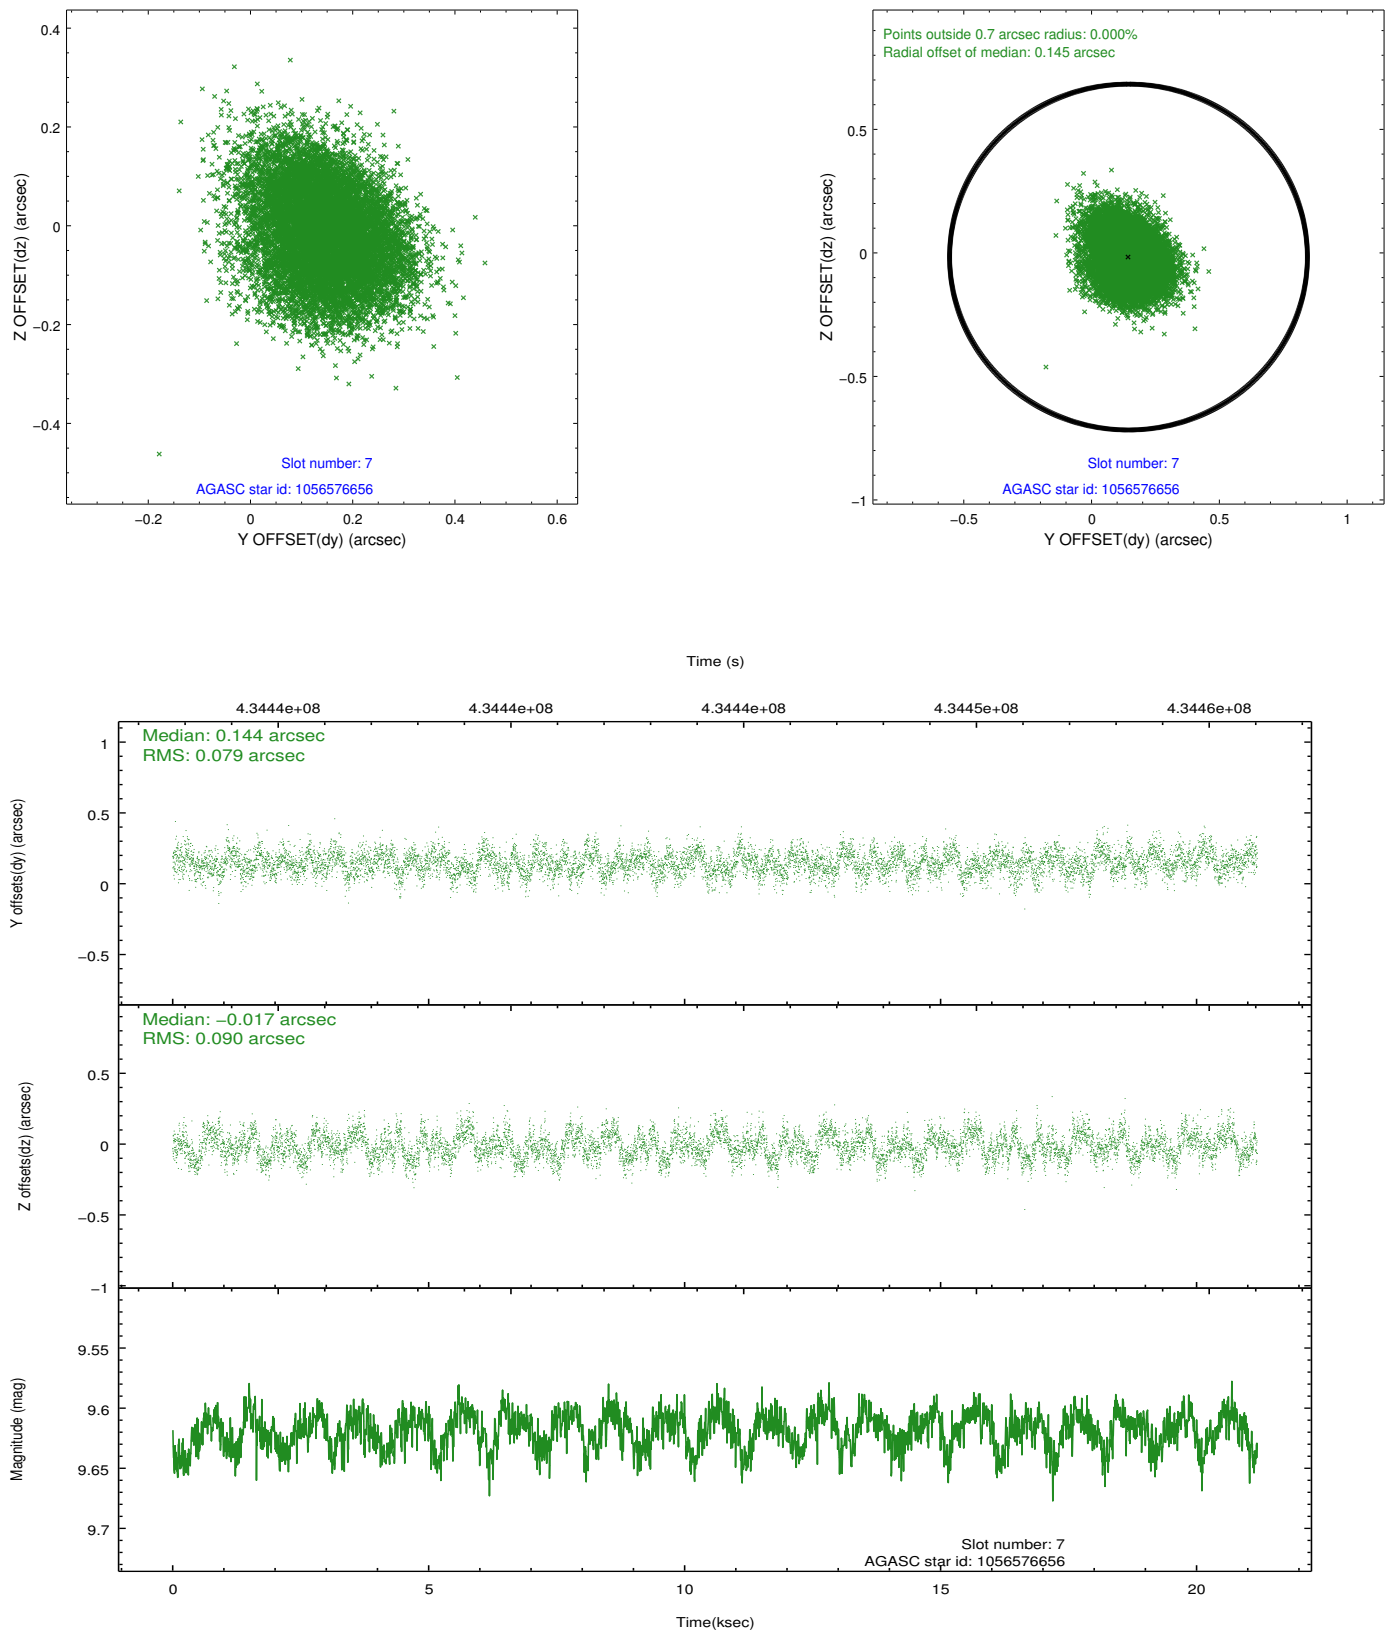 0.4
0.2
0
−0.2
−0.4
Z OFFSET(dz) (arcsec)
Slot number: 7
AGASC star id: 1056576656
−0.2 0 0.2 0.4 0.6
Y OFFSET(dy) (arcsec)
Points outside 0.7 arcsec radius: 0.000%
Radial offset of median: 0.145 arcsec
0.5
0
−0.5
−1
Z OFFSET(dz) (arcsec)
Slot number: 7
AGASC star id: 1056576656
−0.5 0 0.5 1
Y OFFSET(dy) (arcsec)
Time (s)
4.3444e+08 4.3444e+08 4.3444e+08 4.3445e+08 4.3446e+08
Median: 0.144 arcsec
RMS: 0.079 arcsec
1
0.5
0
−0.5
Y offsets(dy) (arcsec)
Median: −0.017 arcsec
RMS: 0.090 arcsec
0.5
0
−0.5
−1
Z offsets(dz) (arcsec)
9.55
9.6
9.65
9.7
Magnitude (mag)
Slot number: 7
AGASC star id: 1056576656
0 5 10 15 20
Time(ksec)